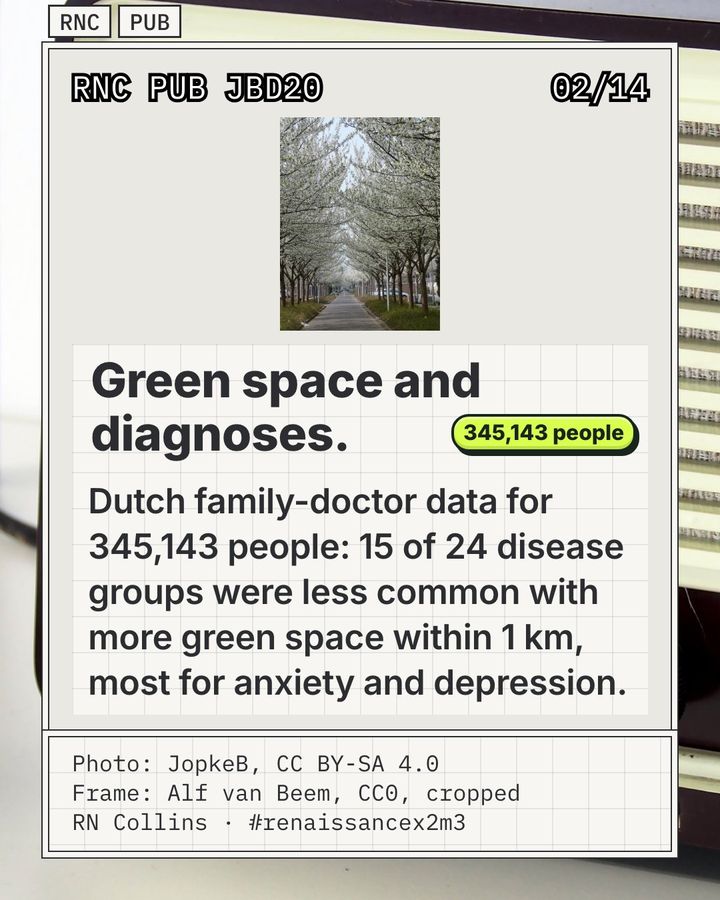 RNC PUB
RNC PUB JBD20 02/14
Green space and
diagnoses.
345,143 people
Dutch family-doctor data for
345,143 people: 15 of 24 disease
groups were less common with
more green space within 1 km,
most for anxiety and depression.
Photo: JopkeB, CC BY-SA 4.0
Frame: Alf van Beem, CC0, cropped
RN Collins · #renaissancex2m3